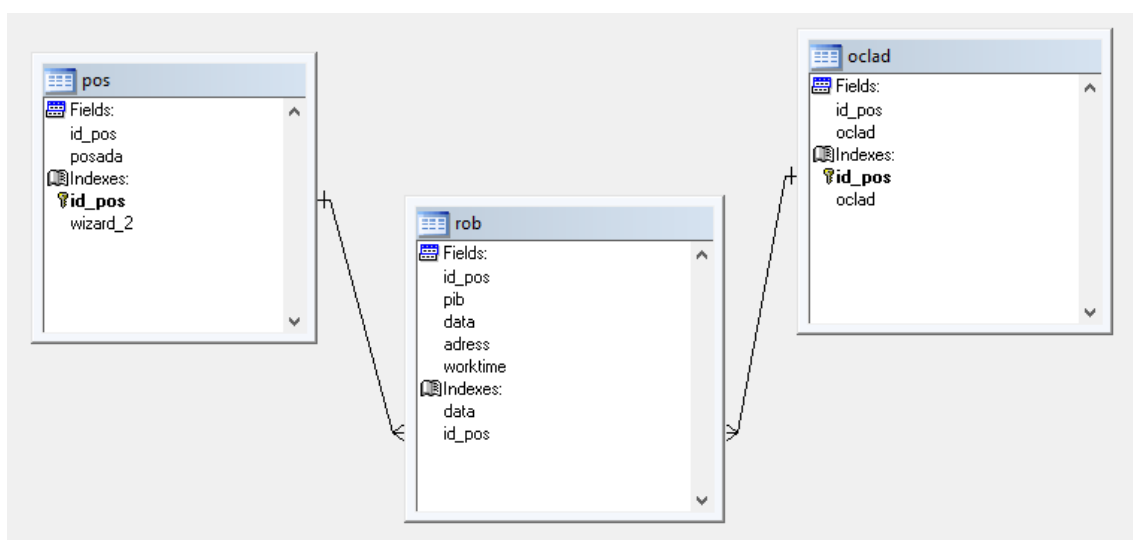 pos
Fields:
id_pos
posada
Indexes:
id_pos
wizard_2
rob
Fields:
id_pos
pib
data
adress
worktime
Indexes:
data
id_pos
oclad
Fields:
id_pos
oclad
Indexes:
id_pos
oclad